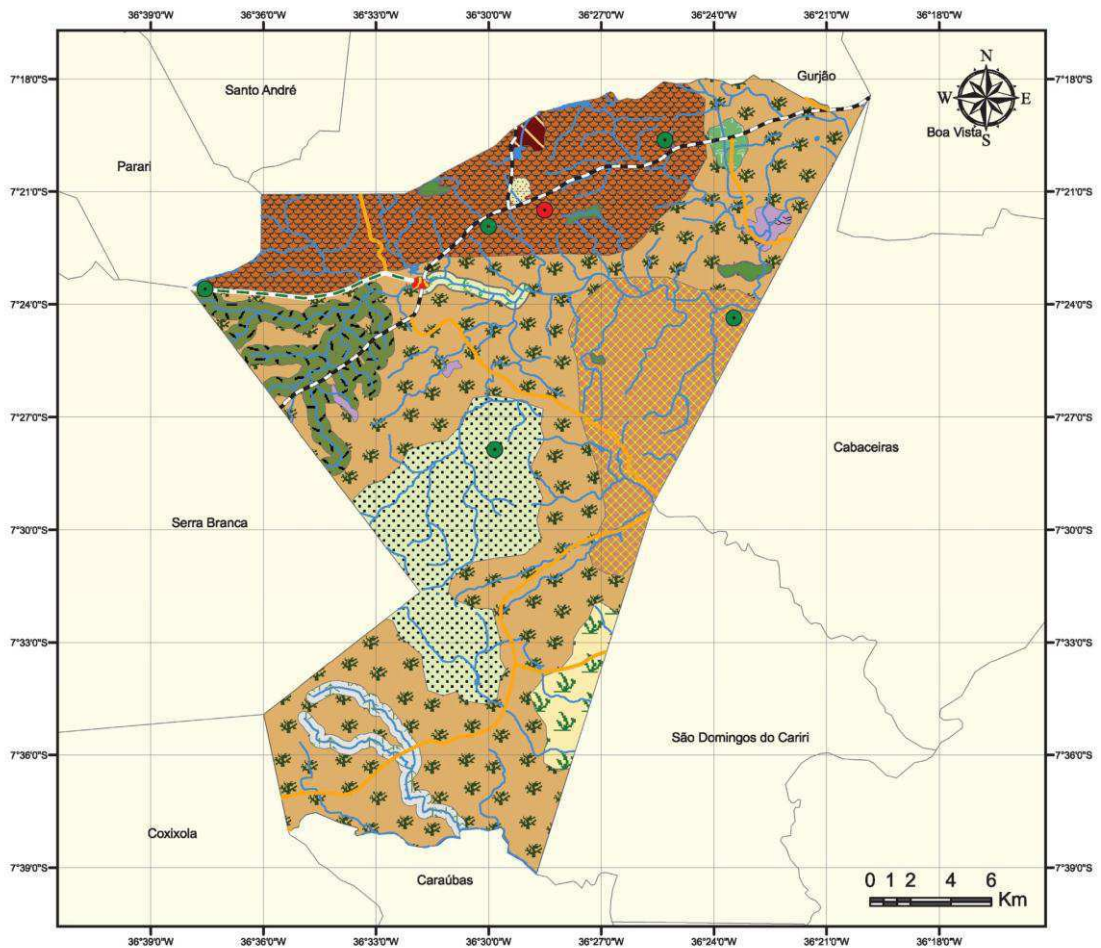 36°39'0"W 36°36'0"W 36°33'0"W 36°30'0"W 36°27'0"W 36°24'0"W 36°21'0"W 36°18'0"W
N
Gurjão
7°18'0"S 7°18'0"S
Santo André
W E
Boa Vista
S
Parari
7°21'0"S 7°21'0"S
7°24'0"S 7°24'0"S
7°27'0"S 7°27'0"S
Cabaceiras
Serra Branca
7°30'0"S 7°30'0"S
7°33'0"S 7°33'0"S
São Domingos do Cariri
7°36'0"S 7°36'0"S
Coxixola
7°39'0"S 7°39'0"S
Caraúbas
0 1 2 4 6
Km
36°39'0"W 36°36'0"W 36°33'0"W 36°30'0"W 36°27'0"W 36°24'0"W 36°21'0"W 36°18'0"W